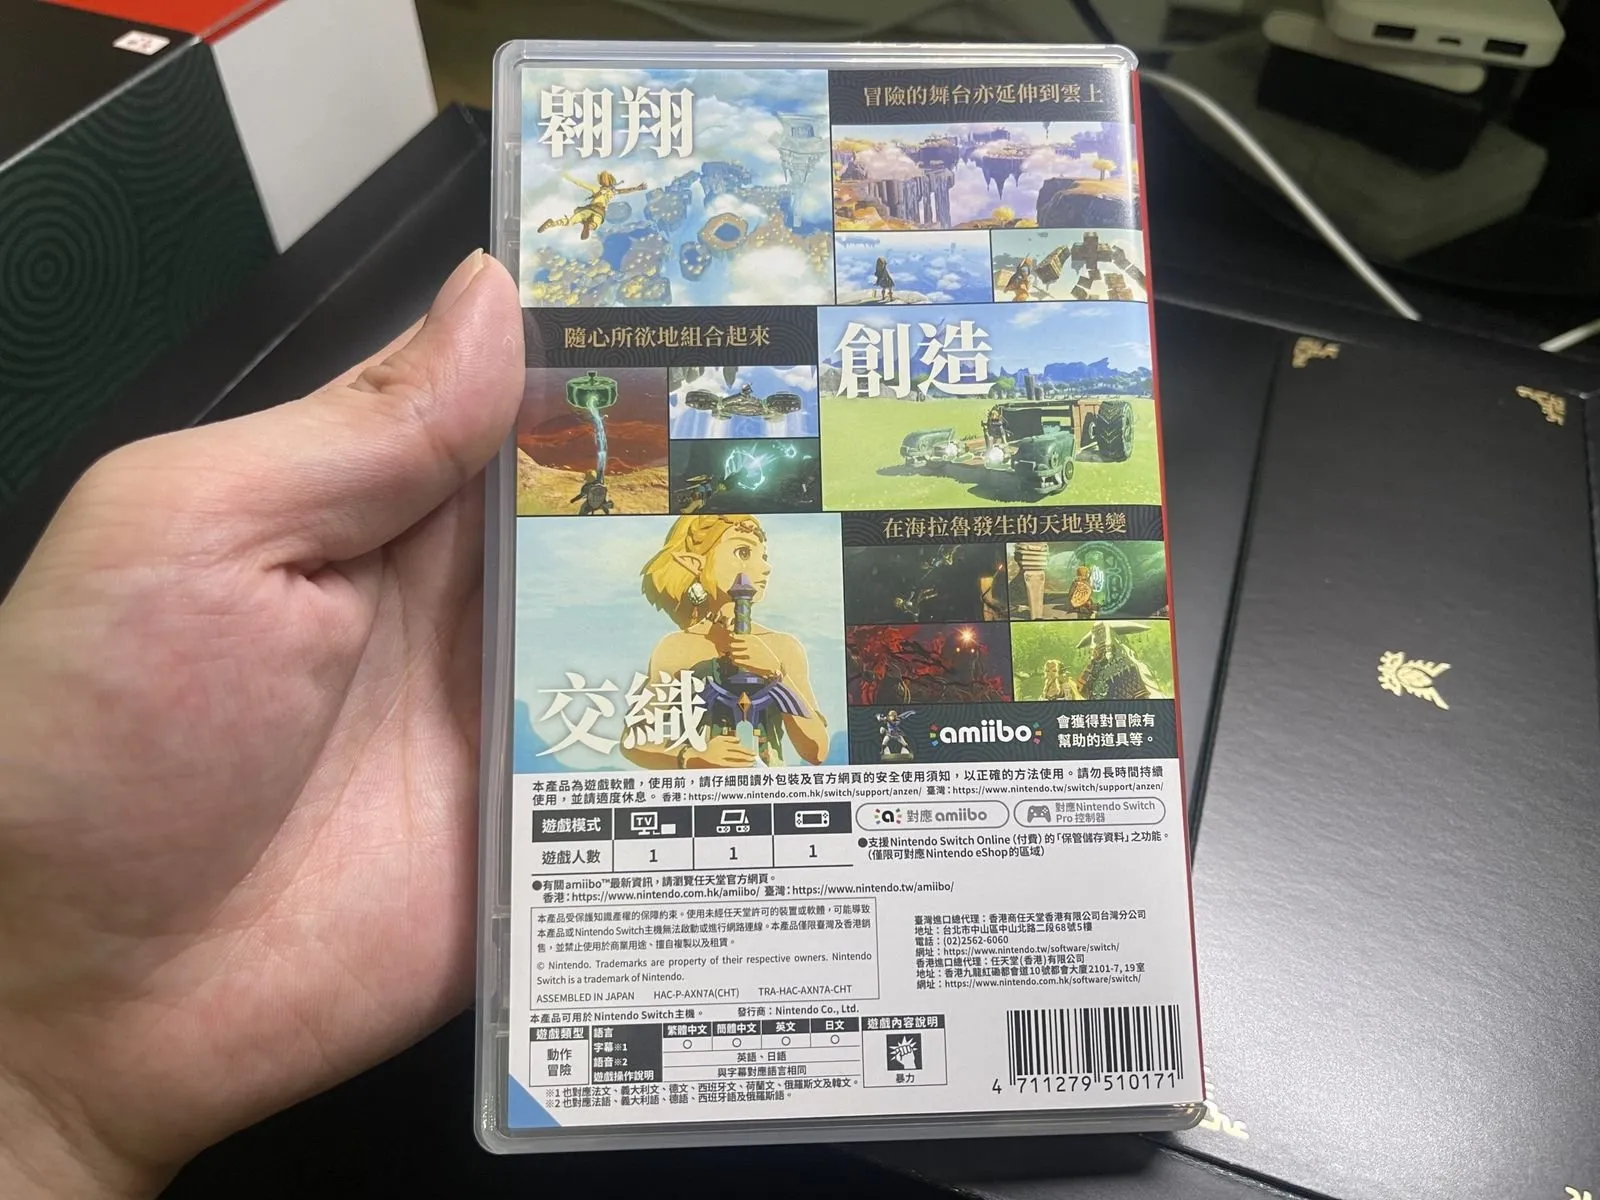 翱翔
冒險的舞台亦延伸到雲上
隨心所欲地組合起來
創造
在海拉魯發生的天地異變
交織
amiibo
會獲得對冒險有
幫助的道具等。
本產品為遊戲軟體，使用前，請仔細閱讀外包裝及官方網頁的安全使用須知，以正確的方法使用。請勿長時間持續
使用，並請適度休息。 香港：https://www.nintendo.com.hk/switch/support/anzen/ 臺灣：https://www.nintendo.tw/switch/support/anzen/
遊戲模式 TV
遊戲人數 1 1 1
對應 amiibo
對應Nintendo Switch
Pro 控制器
●支援Nintendo Switch Online（付費）的「保管儲存資料」之功能。
（僅限可對應Nintendo eShop的區域）
●有關amiibo™最新資訊，請瀏覽任天堂官方網頁。
香港：https://www.nintendo.com.hk/amiibo/ 臺灣：https://www.nintendo.tw/amiibo/
本產品受保護知識產權的保障約束。使用未經任天堂許可的裝置或軟體，可能導致
本產品或Nintendo Switch主機無法啟動或進行網路連線。本產品僅限臺灣及香港銷
售，並禁止使用於商業用途、擅自複製以及租賃。
© Nintendo. Trademarks are property of their respective owners. Nintendo
Switch is a trademark of Nintendo.
ASSEMBLED IN JAPAN HAC-P-AXN7A(CHT) TRA-HAC-AXN7A-CHT
臺灣進口總代理：香港商任天堂香港有限公司台灣分公司
地址：台北市中山區中山北路二段68號5樓
電話：(02)2562-6060
網址：https://www.nintendo.tw/software/switch/
香港進口總代理：任天堂(香港)有限公司
地址：香港九龍紅磡都會道10號都會大廈2101-7, 19室
網址：https://www.nintendo.com.hk/software/switch/
本產品可用於Nintendo Switch主機。 發行商：Nintendo Co., Ltd.
遊戲類型
動作
冒險
語言 繁體中文 簡體中文 英文 日文
字幕※1 ○ ○ ○ ○
語音※2 英語、日語
遊戲操作說明 與字幕對應語言相同
遊戲內容說明
暴力
※1也對應法文、義大利文、德文、西班牙文、荷蘭文、俄羅斯文及韓文。
※2也對應法語、義大利語、德語、西班牙語及俄羅斯語。
4 711279 510171